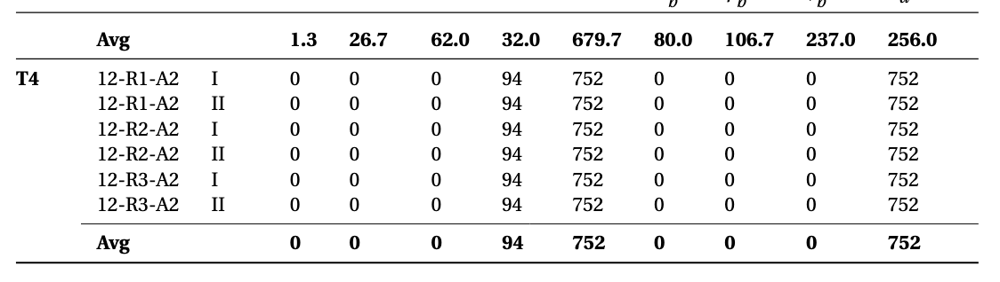 Avg 1.3 26.7 62.0 32.0 679.7 80.0 106.7 237.0 256.0
T4 12-R1-A2 I 0 0 0 94 752 0 0 0 752
12-R1-A2 II 0 0 0 94 752 0 0 0 752
12-R2-A2 I 0 0 0 94 752 0 0 0 752
12-R2-A2 II 0 0 0 94 752 0 0 0 752
12-R3-A2 I 0 0 0 94 752 0 0 0 752
12-R3-A2 II 0 0 0 94 752 0 0 0 752
Avg 0 0 0 94 752 0 0 0 752